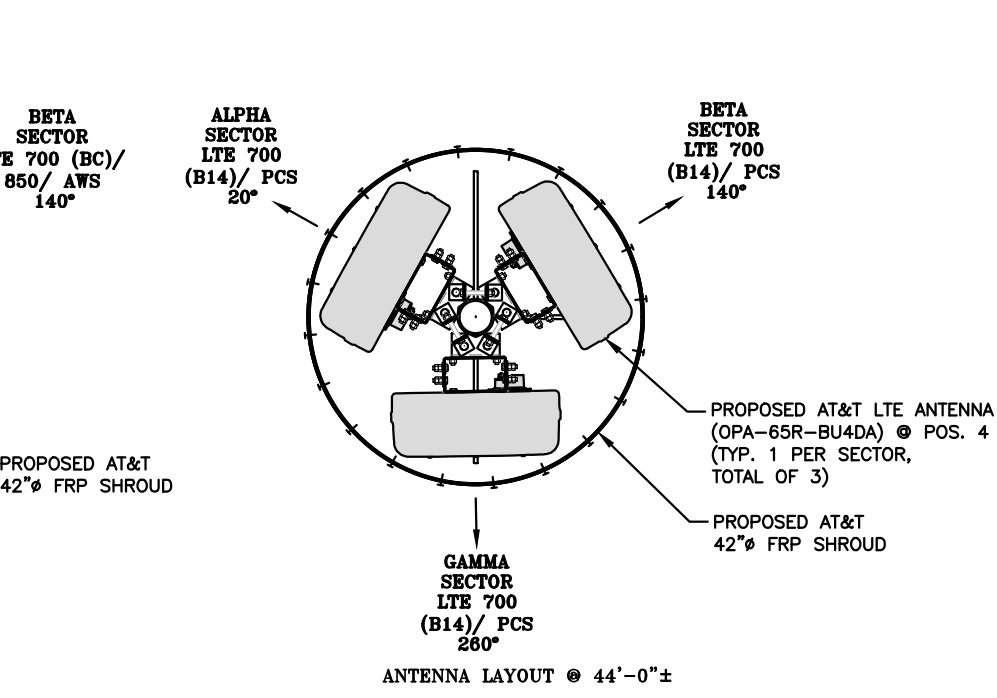 BETA
SECTOR
TE 700 (BC)/
850/ AWS
140°
ALPHA
SECTOR
LTE 700
(B14)/ PCS
20°
BETA
SECTOR
LTE 700
(B14)/ PCS
140°
PROPOSED AT&T LTE ANTENNA
(OPA-65R-BU4DA) @ POS. 4
(TYP. 1 PER SECTOR,
TOTAL OF 3)
PROPOSED AT&T
42"ø FRP SHROUD
PROPOSED AT&T
42"ø FRP SHROUD
GAMMA
SECTOR
LTE 700
(B14)/ PCS
260°
ANTENNA LAYOUT @ 44'-0"±